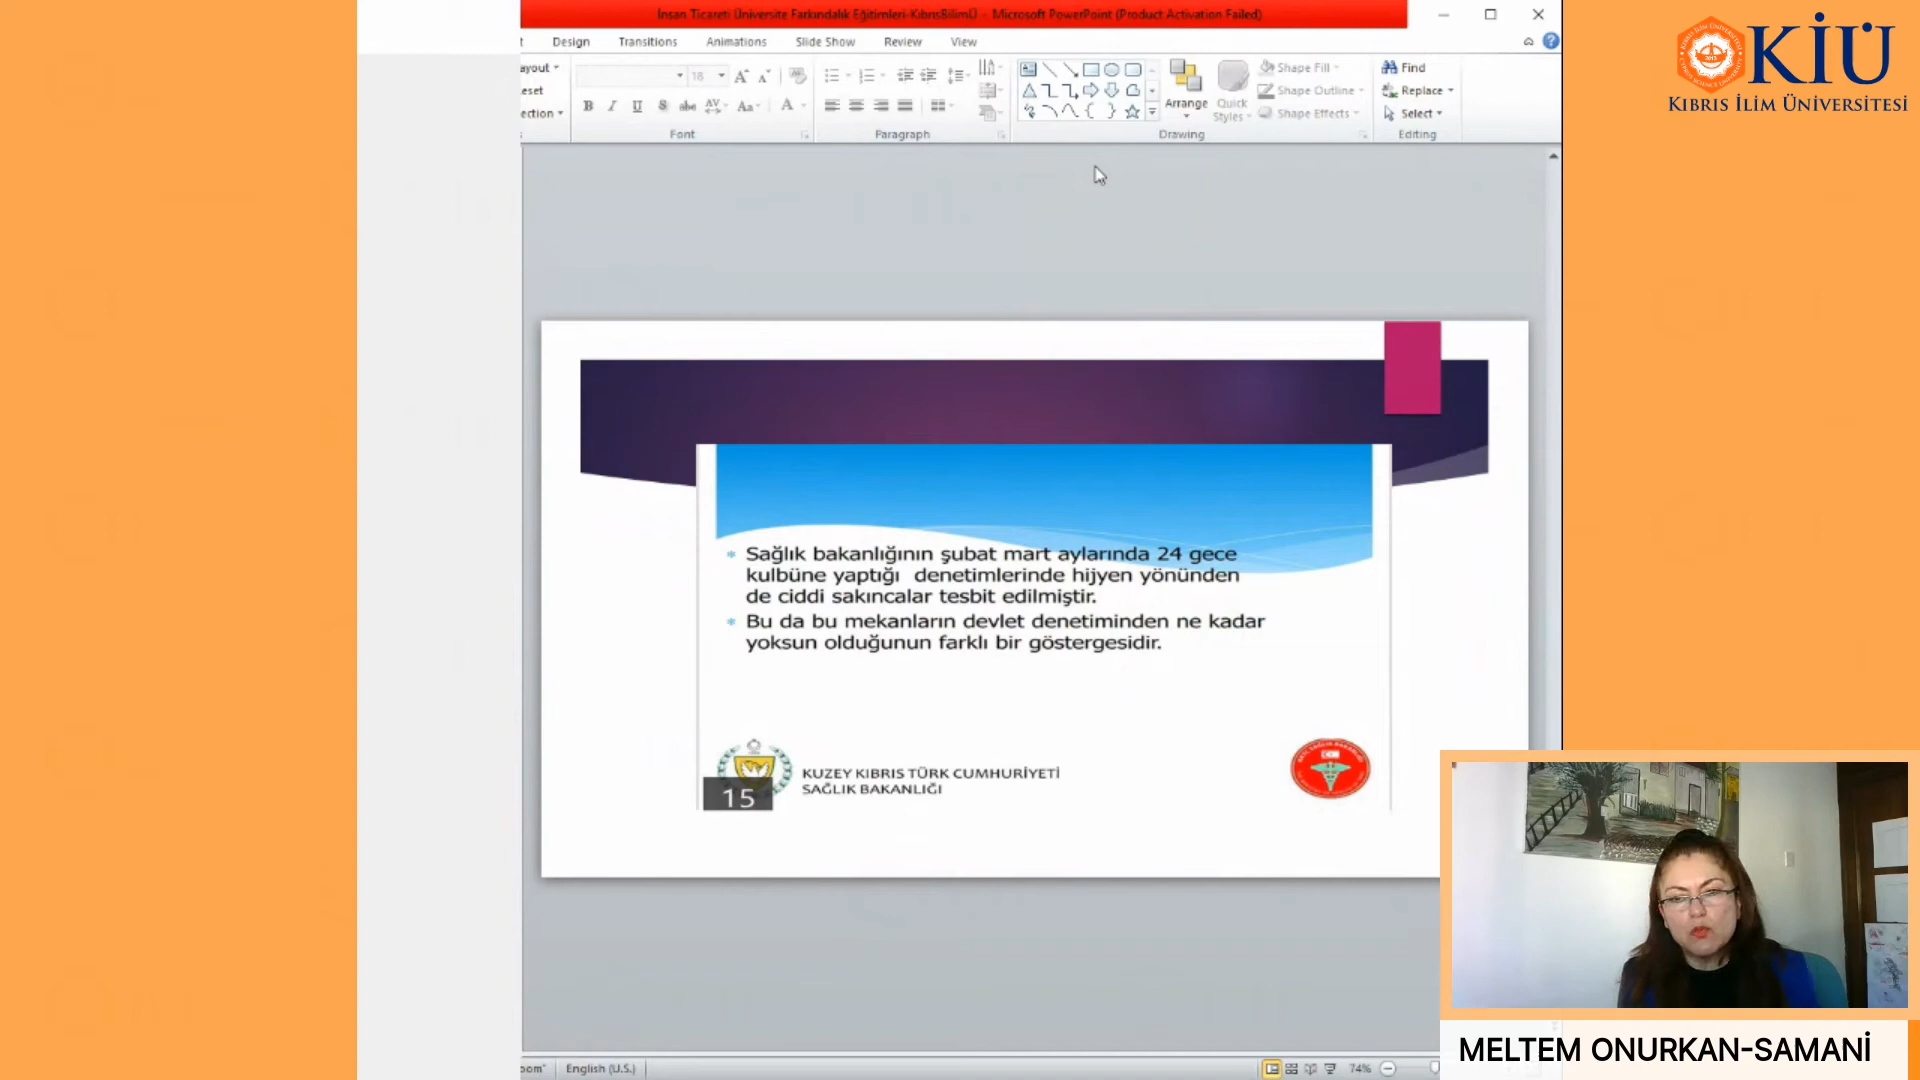 İnsan Ticareti Üniversite Farkındalık Eğitimleri-KıbrısBilimÜ - Microsoft PowerPoint (Product Activation Failed)
Design Transitions Animations Slide Show Review View
ayout
eset
ection
18
Font
Paragraph
Arrange
Quick
Styles
Shape Fill
Shape Outline
Shape Effects
Drawing
Find
Replace
Select
Editing
KİÜ
KIBRIS İLİM ÜNİVERSİTESİ
* Sağlık bakanlığının şubat mart aylarında 24 gece
kulbüne yaptığı denetimlerinde hijyen yönünden
de ciddi sakıncalar tesbit edilmiştir.
* Bu da bu mekanların devlet denetiminden ne kadar
yoksun olduğunun farklı bir göstergesidir.
KUZEY KIBRIS TÜRK CUMHURİYETİ
SAĞLIK BAKANLIĞI
15
English (U.S.)
74%
MELTEM ONURKAN-SAMANİ